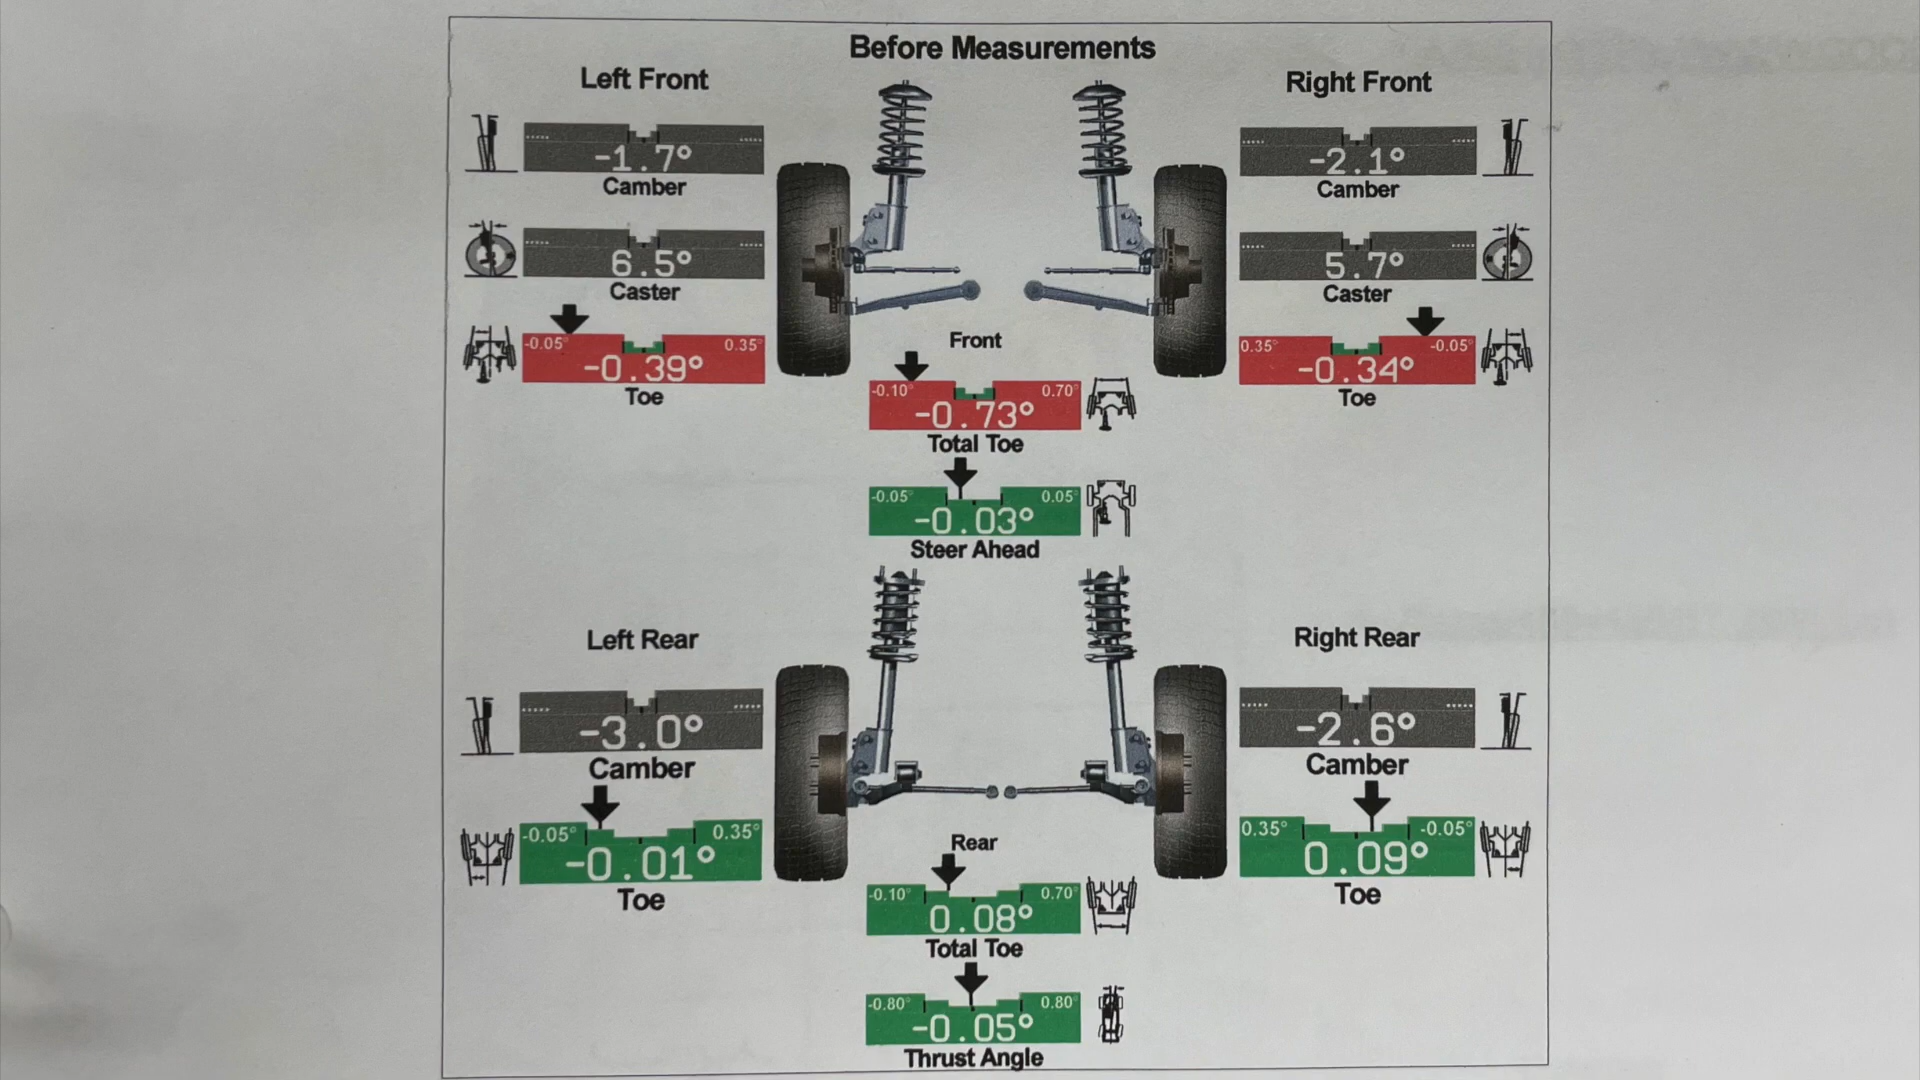 Before Measurements
Left Front
-1.7°
Camber
6.5°
Caster
-0.05° 0.35°
-0.39°
Toe
Right Front
-2.1°
Camber
5.7°
Caster
0.35° -0.05°
-0.34°
Toe
Front
-0.10° 0.70°
-0.73°
Total Toe
-0.05° 0.05°
-0.03°
Steer Ahead
Left Rear
-3.0°
Camber
-0.05° 0.35°
-0.01°
Toe
Right Rear
-2.6°
Camber
0.35° -0.05°
0.09°
Toe
Rear
-0.10° 0.70°
0.08°
Total Toe
-0.80° 0.80°
-0.05°
Thrust Angle